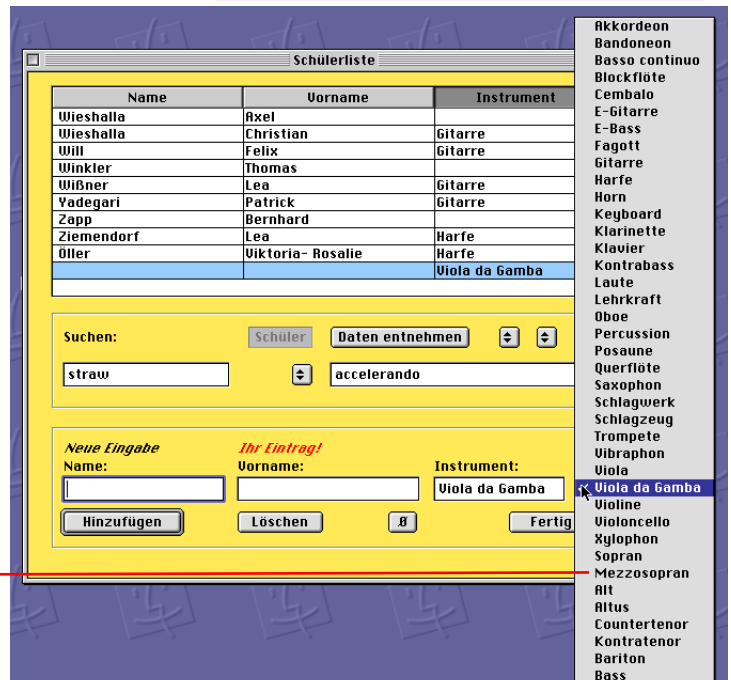 Schülerliste
Name Vorname Instrument
Wieshalla Axel
Wieshalla Christian Gitarre
Will Felix Gitarre
Winkler Thomas
Wißner Lea Gitarre
Yadegari Patrick Gitarre
Zapp Bernhard
Ziemendorf Lea Harfe
Öller Viktoria- Rosalie Harfe
Viola da Gamba
Suchen: Schüler Daten entnehmen
straw accelerando
Neue Eingabe Ihr Eintrag!
Name: Vorname: Instrument:
Viola da Gamba
Hinzufügen Löschen Ø Fertig
Akkordeon
Bandoneon
Basso continuo
Blockflöte
Cembalo
E-Gitarre
E-Bass
Fagott
Gitarre
Harfe
Horn
Keyboard
Klarinette
Klavier
Kontrabass
Laute
Lehrkraft
Oboe
Percussion
Posaune
Querflöte
Saxophon
Schlagwerk
Schlagzeug
Trompete
Vibraphon
Viola
Viola da Gamba
Violine
Violoncello
Xylophon
Sopran
Mezzosopran
Alt
Altus
Countertenor
Kontratenor
Bariton
Bass